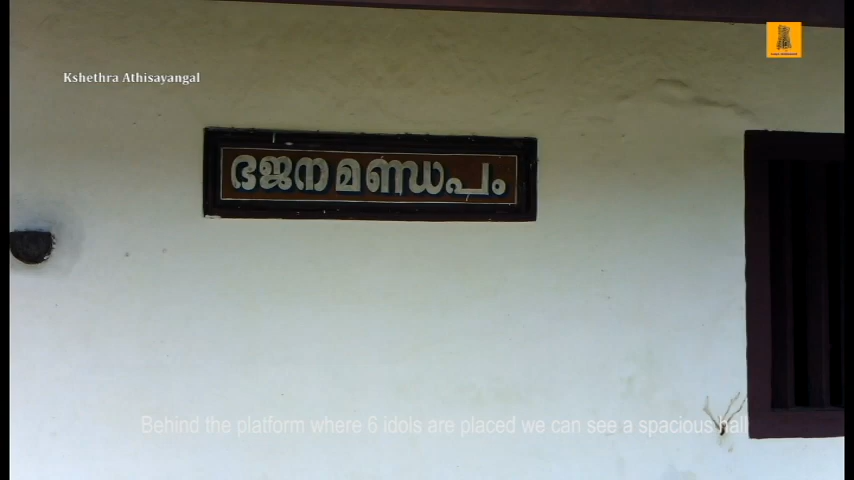 Kshethra Athisayangal
ഭജന മണ്ഡപം
Behind the platform where 6 idols are placed we can see a spacious hall